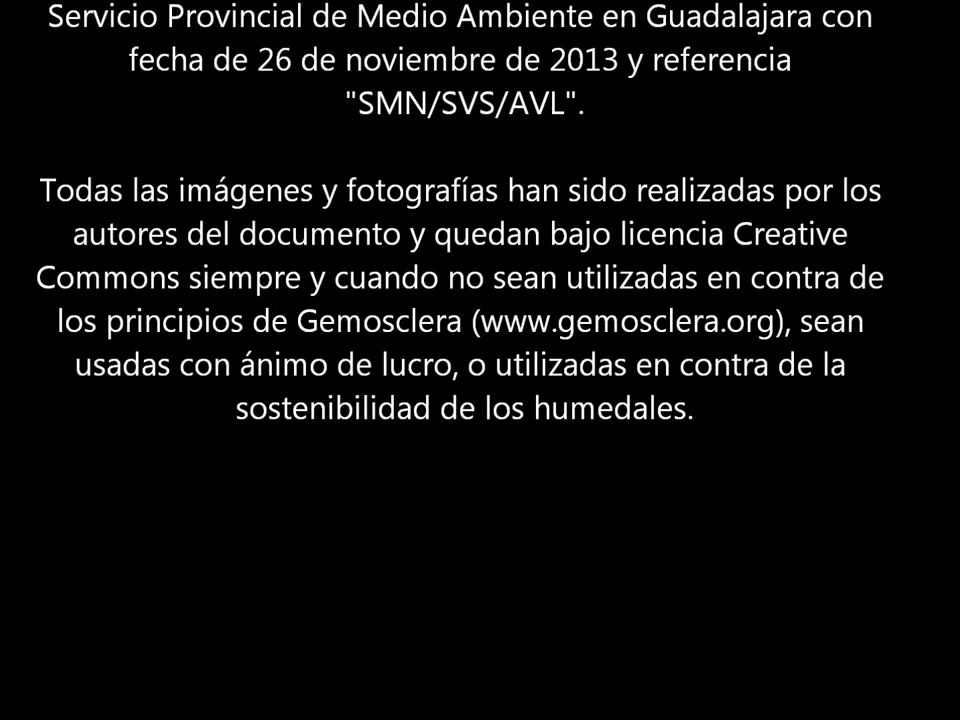 Servicio Provincial de Medio Ambiente en Guadalajara con
fecha de 26 de noviembre de 2013 y referencia
"SMN/SVS/AVL".
Todas las imágenes y fotografías han sido realizadas por los
autores del documento y quedan bajo licencia Creative
Commons siempre y cuando no sean utilizadas en contra de
los principios de Gemosclera (www.gemosclera.org), sean
usadas con ánimo de lucro, o utilizadas en contra de la
sostenibilidad de los humedales.